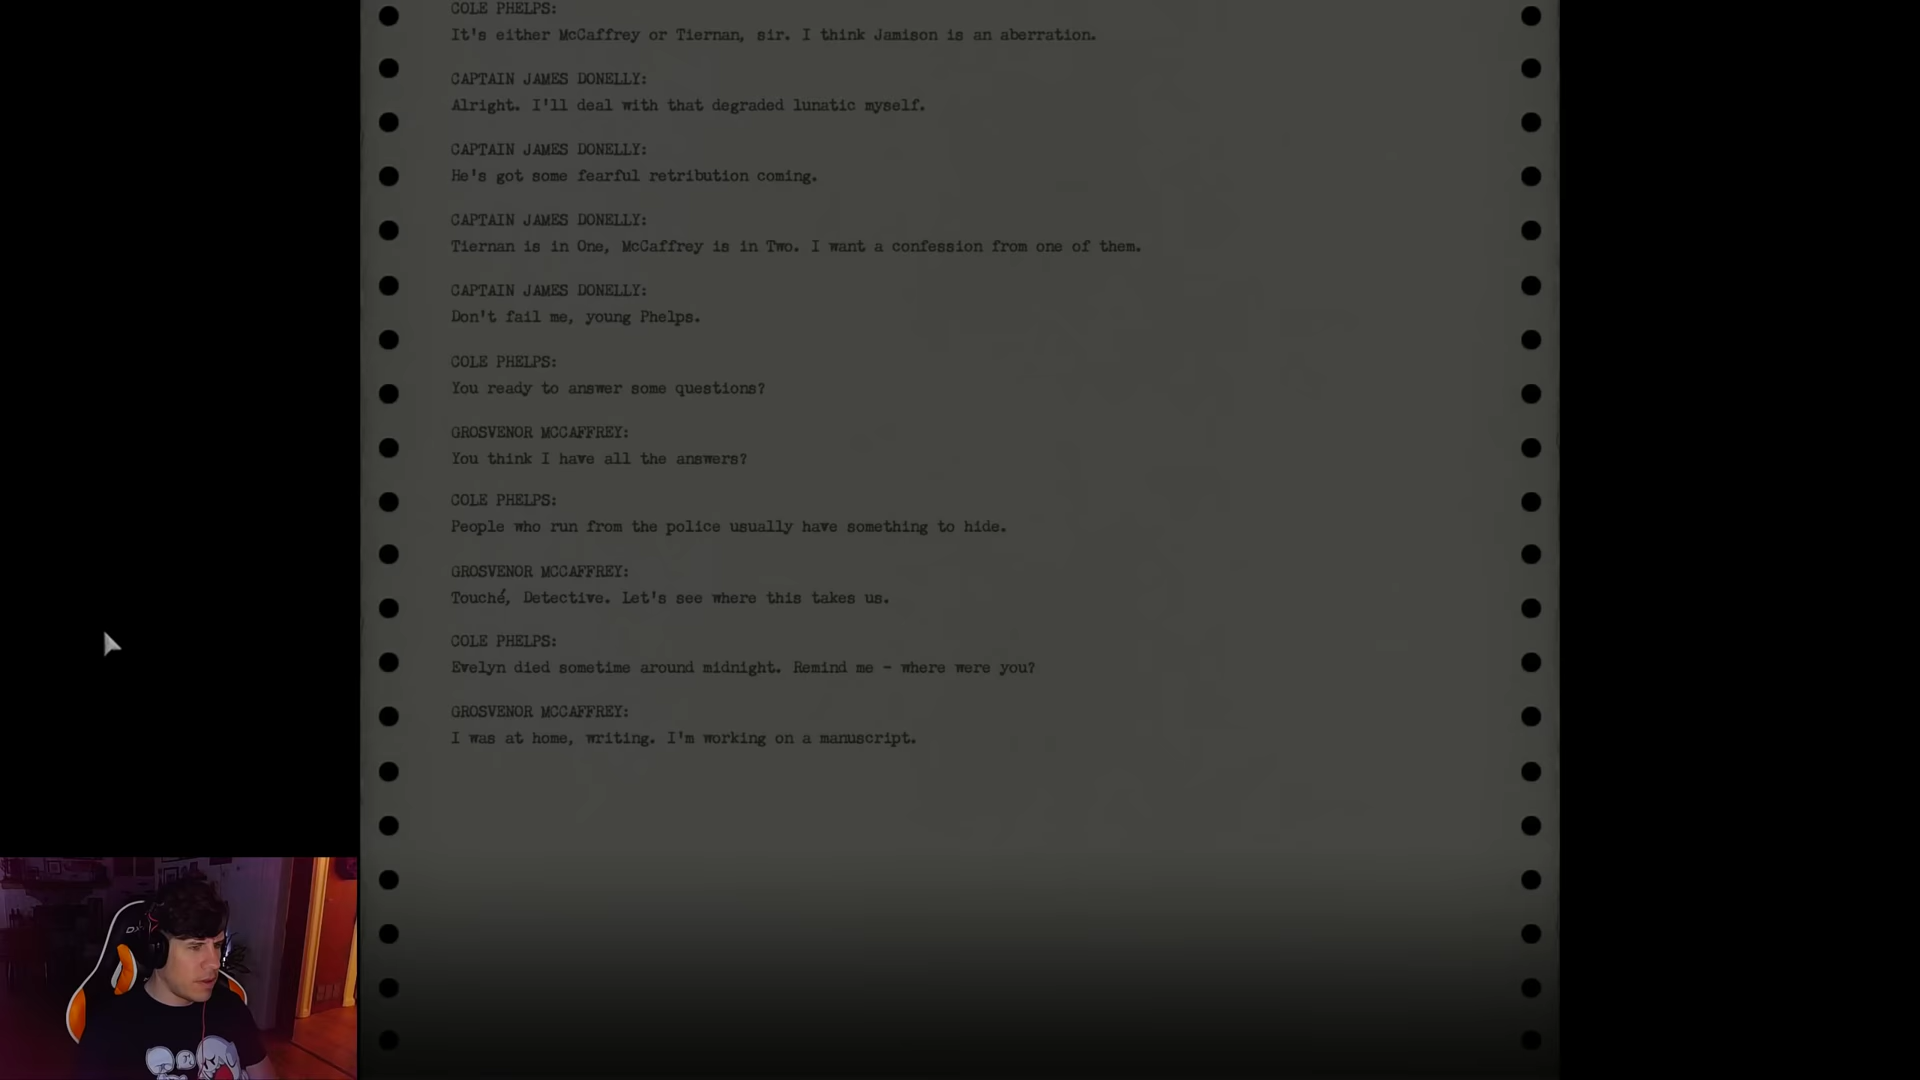 COLE PHELPS:
It's either McCaffrey or Tiernan, sir. I think Jamison is an aberration.
CAPTAIN JAMES DONELLY:
Alright. I'll deal with that degraded lunatic myself.
CAPTAIN JAMES DONELLY:
He's got some fearful retribution coming.
CAPTAIN JAMES DONELLY:
Tiernan is in One, McCaffrey is in Two. I want a confession from one of them.
CAPTAIN JAMES DONELLY:
Don't fail me, young Phelps.
COLE PHELPS:
You ready to answer some questions?
GROSVENOR MCCAFFREY:
You think I have all the answers?
COLE PHELPS:
People who run from the police usually have something to hide.
GROSVENOR MCCAFFREY:
Touché, Detective. Let's see where this takes us.
COLE PHELPS:
Evelyn died sometime around midnight. Remind me - where were you?
GROSVENOR MCCAFFREY:
I was at home, writing. I'm working on a manuscript.